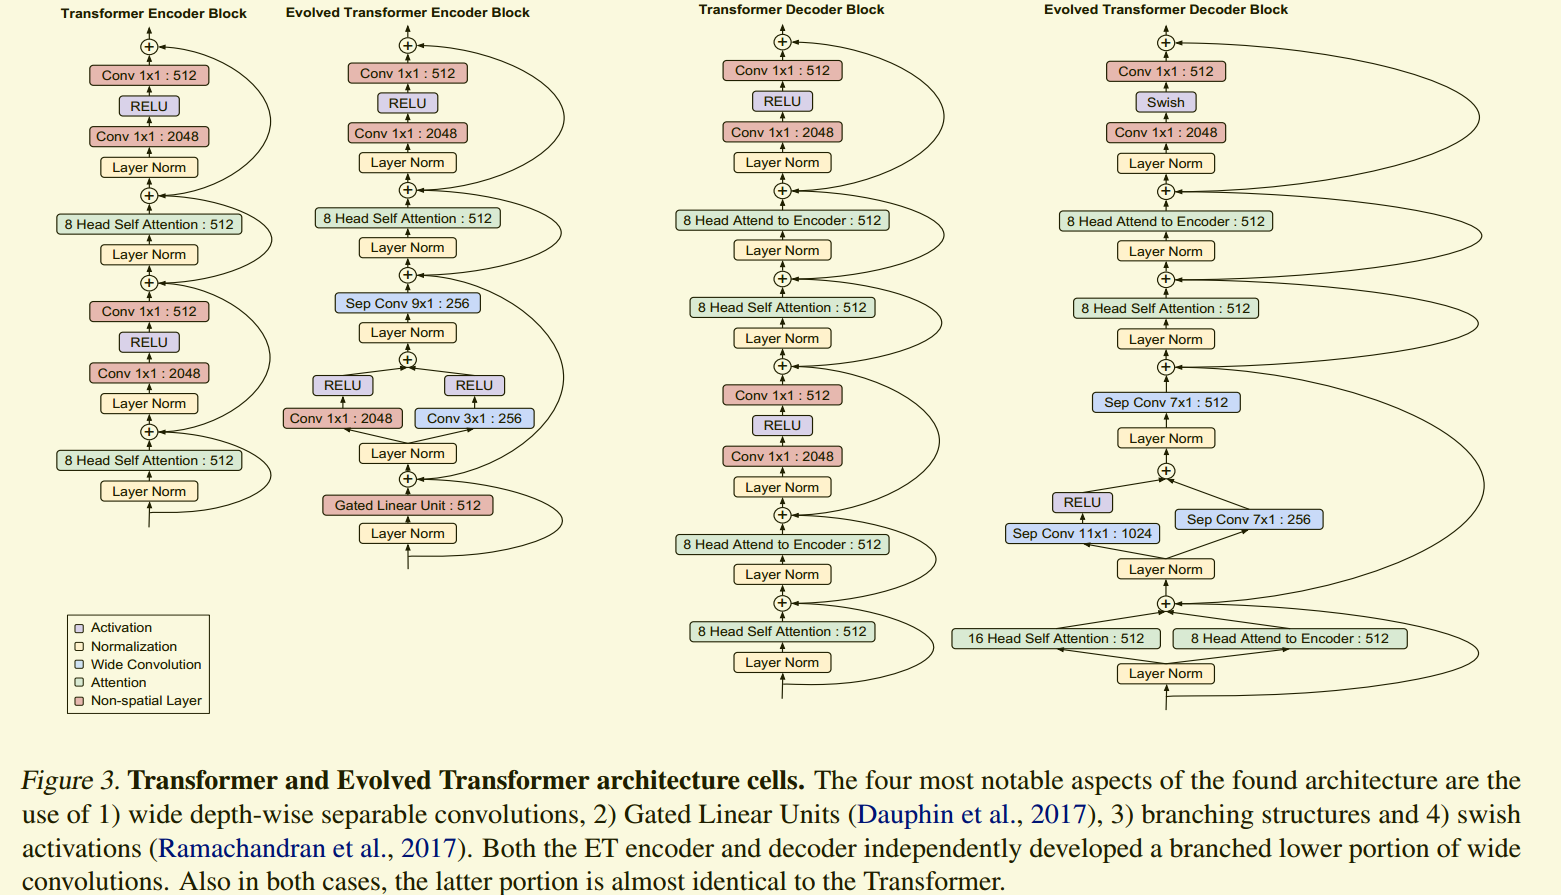 Transformer Encoder Block
+
Conv 1x1 : 512
RELU
Conv 1x1 : 2048
Layer Norm
+
8 Head Self Attention : 512
Layer Norm
+
Conv 1x1 : 512
RELU
Conv 1x1 : 2048
Layer Norm
+
8 Head Self Attention : 512
Layer Norm
Evolved Transformer Encoder Block
+
Conv 1x1 : 512
RELU
Conv 1x1 : 2048
Layer Norm
+
8 Head Self Attention : 512
Layer Norm
+
Sep Conv 9x1 : 256
Layer Norm
+
RELU
RELU
Conv 1x1 : 2048
Conv 3x1 : 256
Layer Norm
+
Gated Linear Unit : 512
Layer Norm
Transformer Decoder Block
+
Conv 1x1 : 512
RELU
Conv 1x1 : 2048
Layer Norm
+
8 Head Attend to Encoder : 512
Layer Norm
+
8 Head Self Attention : 512
Layer Norm
+
Conv 1x1 : 512
RELU
Conv 1x1 : 2048
Layer Norm
+
8 Head Attend to Encoder : 512
Layer Norm
+
8 Head Self Attention : 512
Layer Norm
Evolved Transformer Decoder Block
+
Conv 1x1 : 512
Swish
Conv 1x1 : 2048
Layer Norm
+
8 Head Attend to Encoder : 512
Layer Norm
+
8 Head Self Attention : 512
Layer Norm
+
Sep Conv 7x1 : 512
Layer Norm
+
RELU
Sep Conv 11x1 : 1024
Sep Conv 7x1 : 256
Layer Norm
+
16 Head Self Attention : 512
8 Head Attend to Encoder : 512
Layer Norm
Activation
Normalization
Wide Convolution
Attention
Non-spatial Layer
Figure 3. Transformer and Evolved Transformer architecture cells. The four most notable aspects of the found architecture are the
use of 1) wide depth-wise separable convolutions, 2) Gated Linear Units (Dauphin et al., 2017), 3) branching structures and 4) swish
activations (Ramachandran et al., 2017). Both the ET encoder and decoder independently developed a branched lower portion of wide
convolutions. Also in both cases, the latter portion is almost identical to the Transformer.